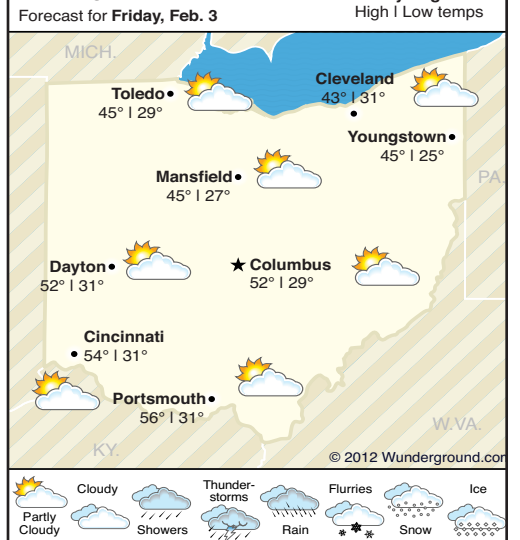 Forecast for Friday, Feb. 3
High | Low temps
MICH.
Toledo
45° | 29°
Cleveland
43° | 31°
Youngstown
45° | 25°
Mansfield
45° | 27°
PA.
Dayton
52° | 31°
Columbus
52° | 29°
Cincinnati
54° | 31°
Portsmouth
56° | 31°
W.VA.
KY.
© 2012 Wunderground.com
Partly
Cloudy
Cloudy
Showers
Thunder-
storms
Rain
Flurries
Snow
Ice